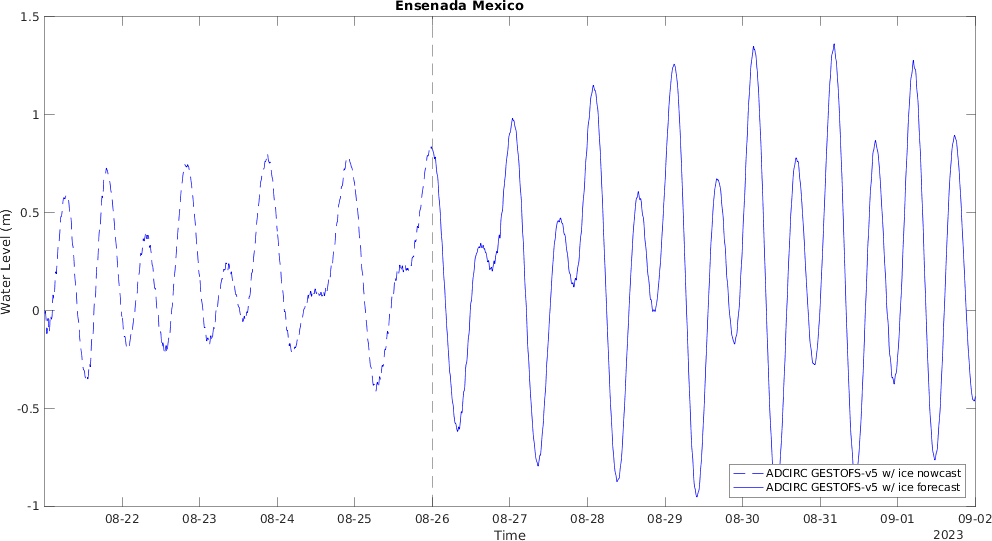 Ensenada Mexico
1.5
1
0.5
0
-0.5
-1
Water Level (m)
ADCIRC GESTOFS-v5 w/ ice nowcast
ADCIRC GESTOFS-v5 w/ ice forecast
08-22 08-23 08-24 08-25 08-26 08-27 08-28 08-29 08-30 08-31 09-01 09-02
Time
2023